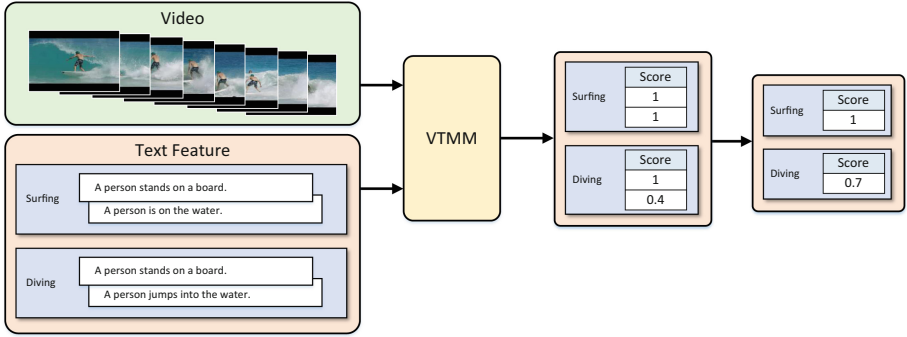 Video
Text Feature
Surfing
A person stands on a board.
A person is on the water.
Diving
A person stands on a board.
A person jumps into the water.
VTMM
Surfing
Score
1
1
Diving
Score
1
0.4
Surfing
Score
1
Diving
Score
0.7